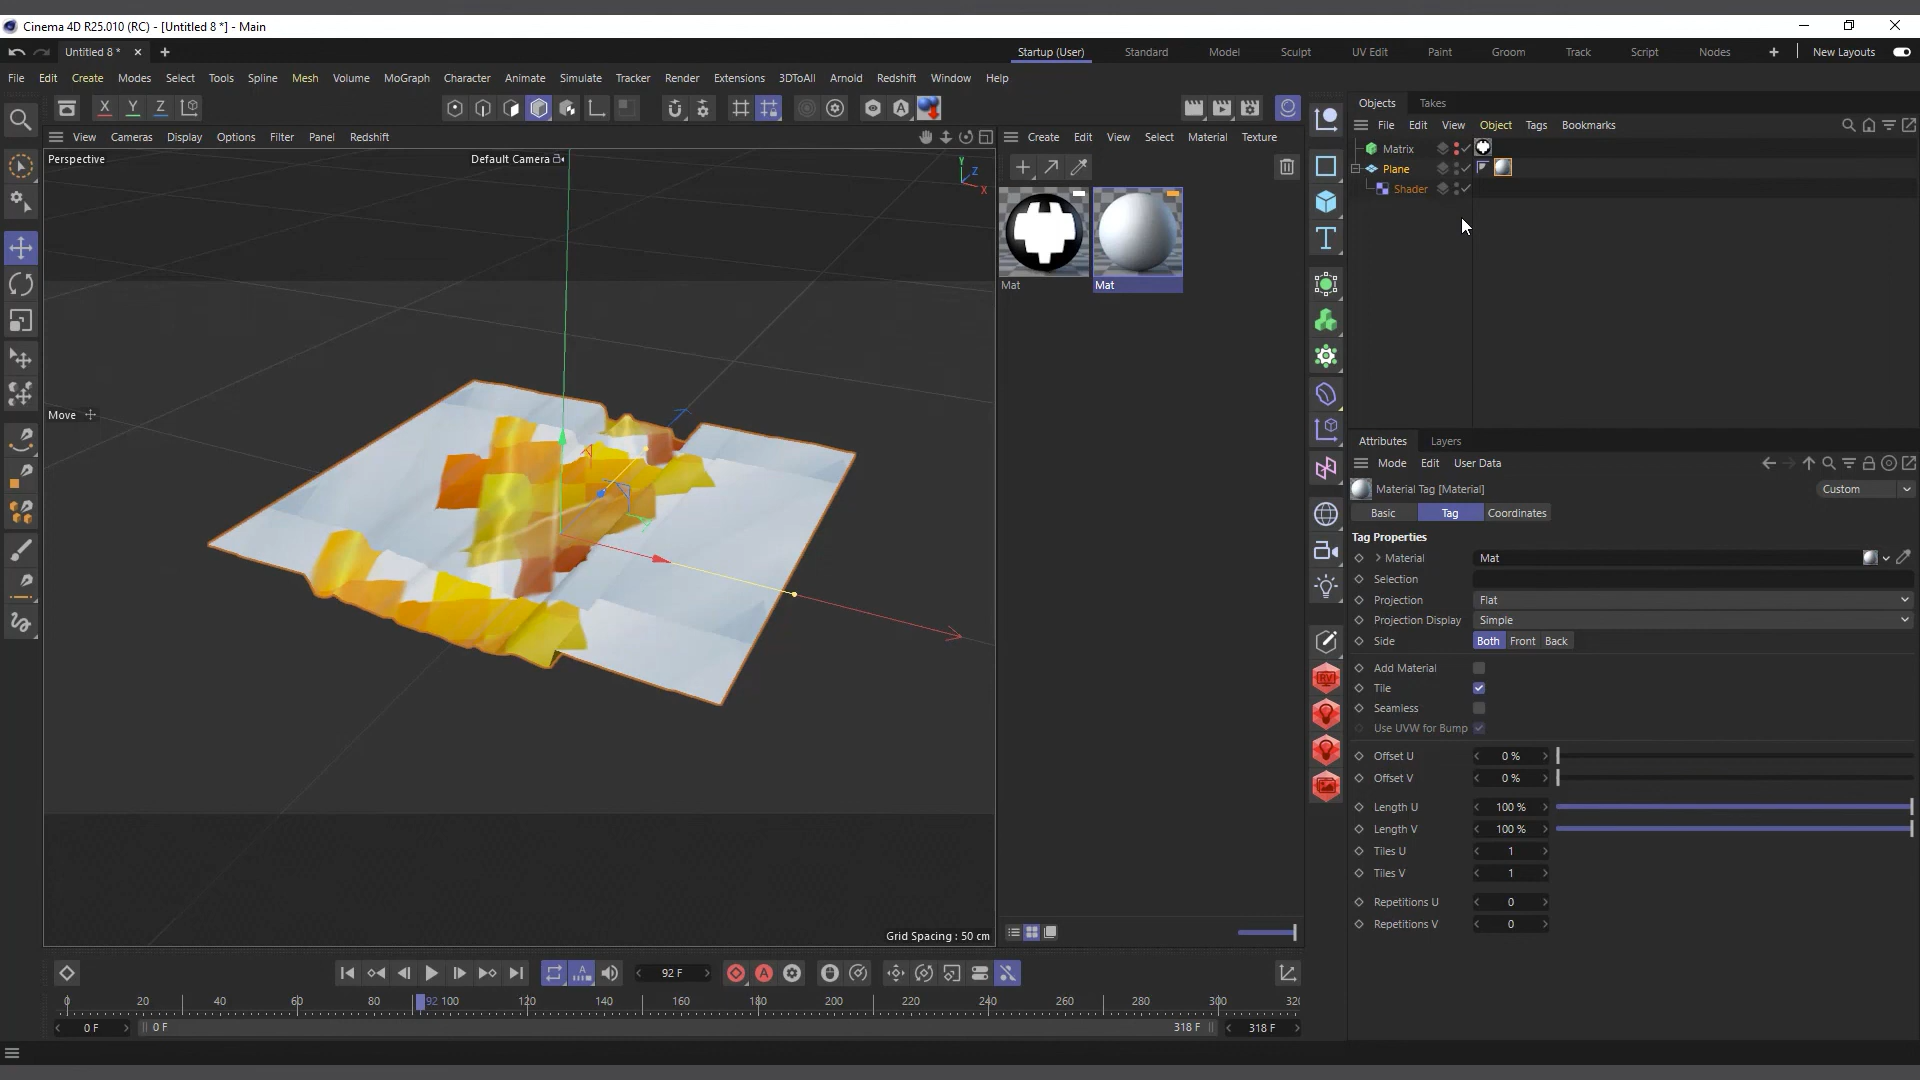 Cinema 4D R25.010 (RC) - [Untitled 8 *] - Main
Untitled 8 *
Startup (User) Standard Model Sculpt UV Edit Paint Groom Track Script Nodes New Layouts
File Edit Create Modes Select Tools Spline Mesh Volume MoGraph Character Animate Simulate Tracker Render Extensions 3DToAll Arnold Redshift Window Help
X Y Z
Objects Takes
View Cameras Display Options Filter Panel Redshift
Create Edit View Select Material Texture
File Edit View Object Tags Bookmarks
Perspective
Default Camera
Y
Z
X
Matrix
Plane
Shader
Mat
Mat
Move
Attributes Layers
Mode Edit User Data
Material Tag [Material]
Custom
Basic Tag Coordinates
Tag Properties
Material Mat
Selection
Projection Flat
Projection Display Simple
Side Both Front Back
Add Material
Tile
Seamless
Use UVW for Bump
Offset U 0 %
Offset V 0 %
Length U 100 %
Length V 100 %
Tiles U 1
Tiles V 1
Repetitions U 0
Repetitions V 0
RV
Grid Spacing : 50 cm
A
92 F
A
0 20 40 60 80 92 100 120 140 160 180 200 220 240 260 280 300 320
0 F 0 F 318 F 318 F